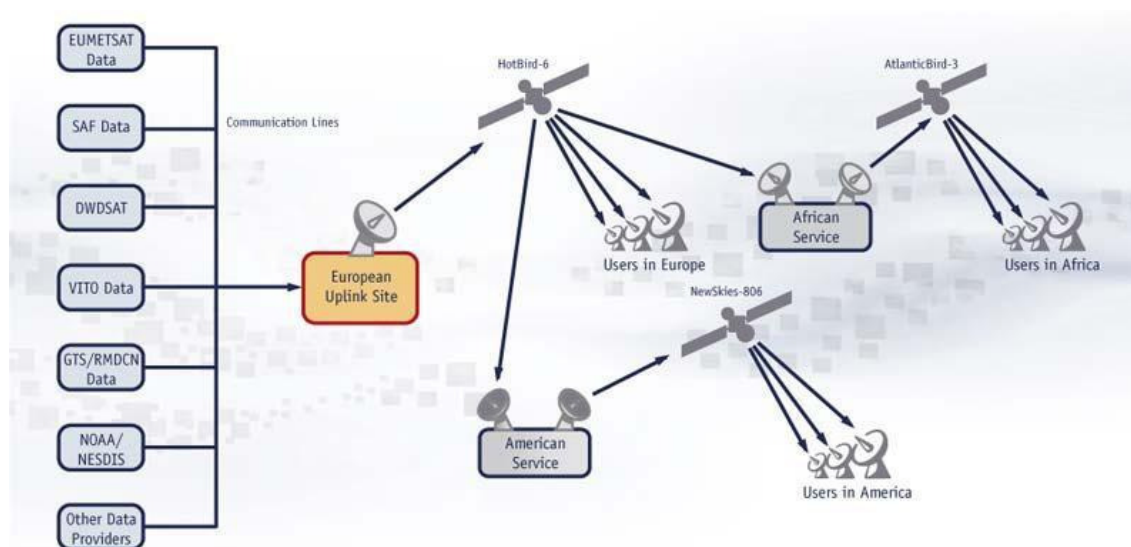 EUMETSAT
Data
SAF Data
DWDSAT
VITO Data
GTS/RMDCN
Data
NOAA/
NESDIS
Other Data
Providers
Communication Lines
European
Uplink Site
HotBird-6
Users in Europe
American
Service
NewSkies-806
Users in America
African
Service
AtlanticBird-3
Users in Africa